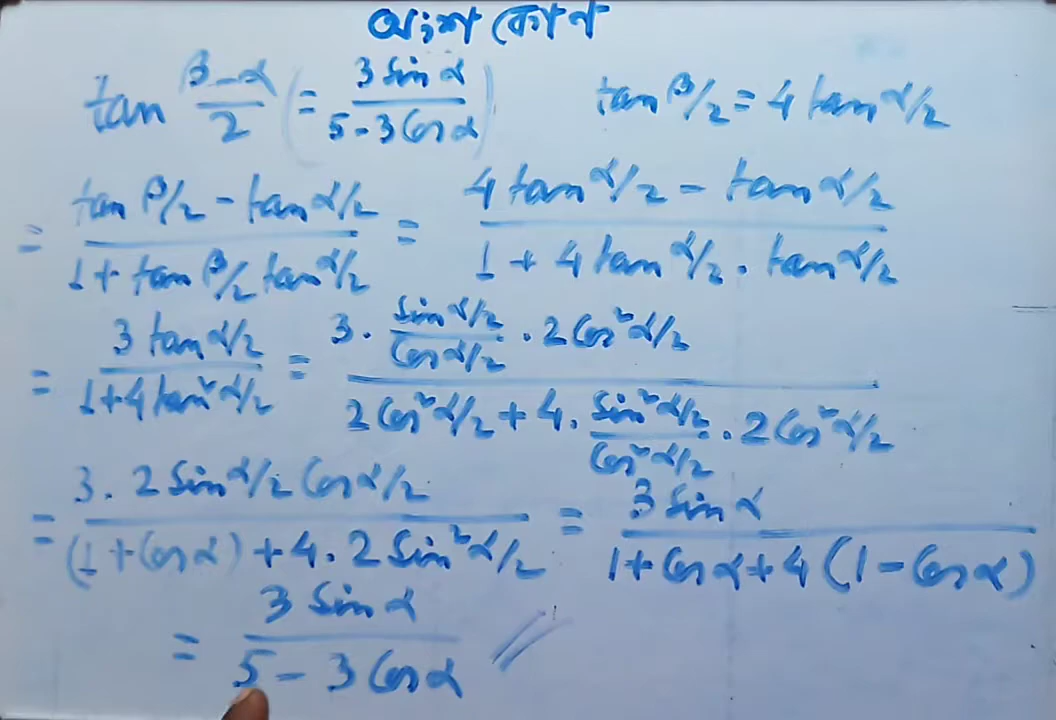 অংশ কোণ
tan (β-α)/2 (= 3 sin α / (5 - 3 Cos α)) tan β/2 = 4 tan α/2
= (tan β/2 - tan α/2) / (1 + tan β/2 tan α/2) = (4 tan α/2 - tan α/2) / (1 + 4 tan α/2 . tan α/2)
= 3 tan α/2 / (1 + 4 tan² α/2) = (3 . Sin α/2 / Cos α/2 . 2 Cos² α/2) / (2 Cos² α/2 + 4 . Sin² α/2 / Cos² α/2 . 2 Cos² α/2)
= 3 . 2 Sin α/2 Cos α/2 / ((1 + Cos α) + 4 . 2 Sin² α/2) = 3 Sin α / (1 + Cos α + 4 (1 - Cos α))
= 3 Sin α / (5 - 3 Cos α) //